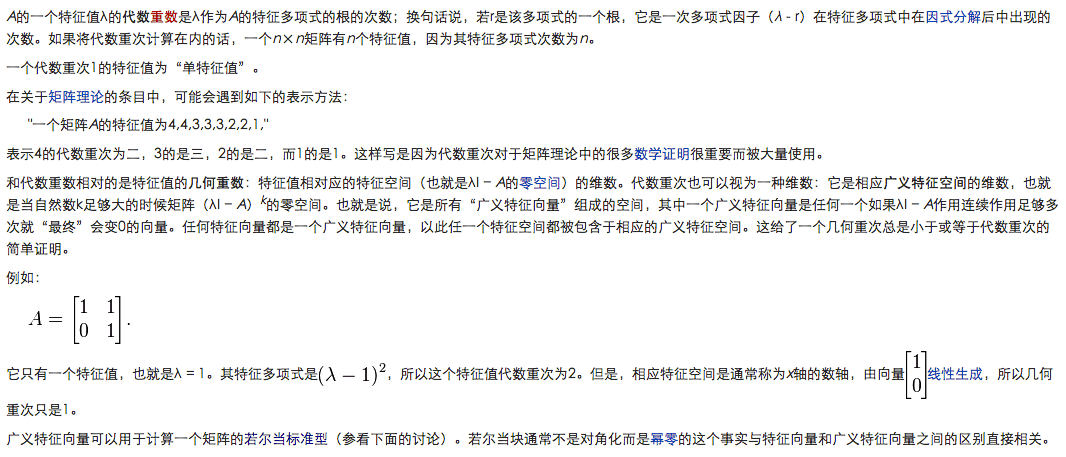 A的一个特征值λ的代数重数是λ作为A的特征多项式的根的次数；换句话说，若r是该多项式的一个根，它是一次多项式因子（λ - r）在特征多项式中在因式分解后中出现的
次数。如果将代数重次计算在内的话，一个n×n矩阵有n个特征值，因为其特征多项式次数为n。
一个代数重次1的特征值为“单特征值”。
在关于矩阵理论的条目中，可能会遇到如下的表示方法：
"一个矩阵A的特征值为4,4,3,3,3,2,2,1,"
表示4的代数重次为二，3的是三，2的是二，而1的是1。这样写是因为代数重次对于矩阵理论中的很多数学证明很重要而被大量使用。
和代数重数相对的是特征值的几何重数：特征值相对应的特征空间（也就是λI − A的零空间）的维数。代数重次也可以视为一种维数：它是相应广义特征空间的维数，也就
是当自然数k足够大的时候矩阵（λI − A）^k的零空间。也就是说，它是所有“广义特征向量”组成的空间，其中一个广义特征向量是任何一个如果λI − A作用连续作用足够多
次就“最终”会变0的向量。任何特征向量都是一个广义特征向量，以此任一个特征空间都被包含于相应的广义特征空间。这给了一个几何重次总是小于或等于代数重次的
简单证明。
例如：
A = [1 1
0 1].
它只有一个特征值，也就是λ = 1。其特征多项式是(λ − 1)²，所以这个特征值代数重次为2。但是，相应特征空间是通常称为x轴的数轴，由向量[1 0]线性生成，所以几何
重次只是1。
广义特征向量可以用于计算一个矩阵的若尔当标准型（参看下面的讨论）。若尔当块通常不是对角化而是幂零的这个事实与特征向量和广义特征向量之间的区别直接相关。